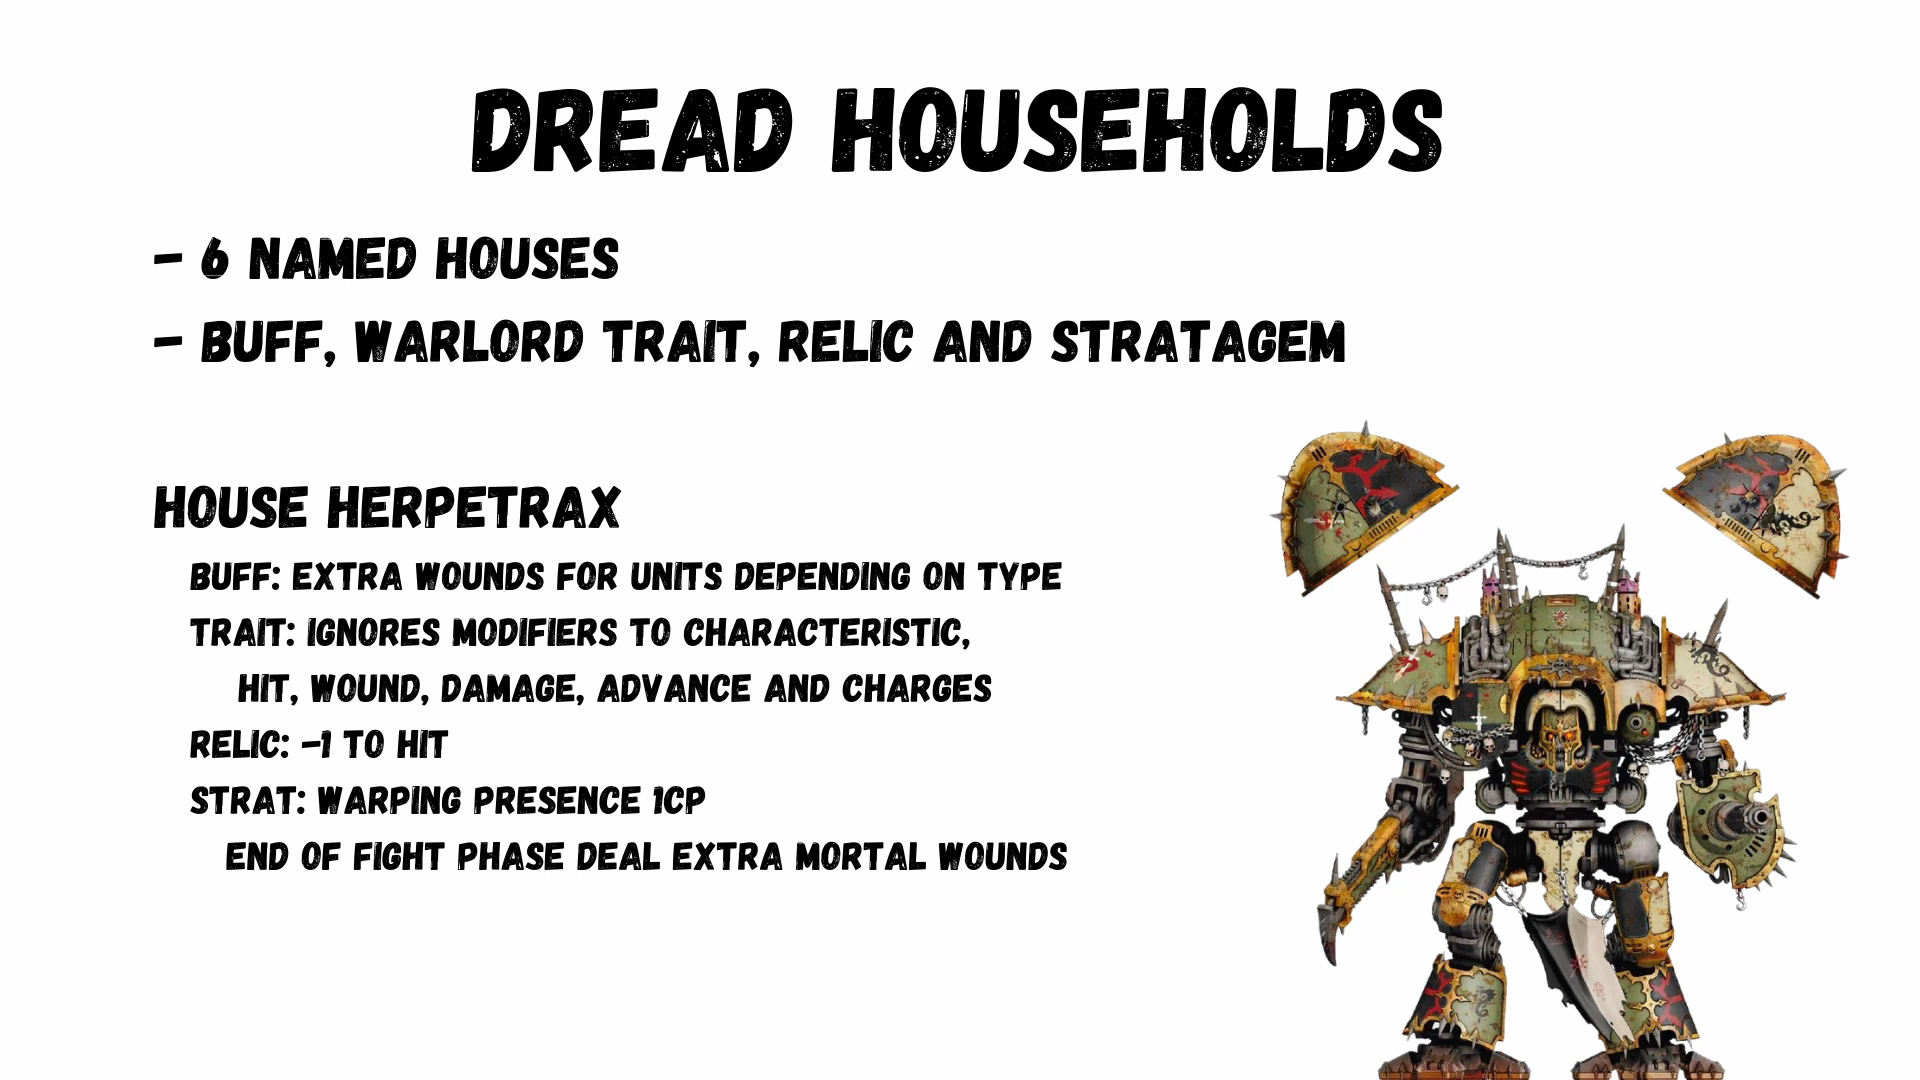 DREAD HOUSEHOLDS
- 6 NAMED HOUSES
- BUFF, WARLORD TRAIT, RELIC AND STRATAGEM
HOUSE HERPETRAX
BUFF: EXTRA WOUNDS FOR UNITS DEPENDING ON TYPE
TRAIT: IGNORES MODIFIERS TO CHARACTERISTIC,
HIT, WOUND, DAMAGE, ADVANCE AND CHARGES
RELIC: -1 TO HIT
STRAT: WARPING PRESENCE 1CP
END OF FIGHT PHASE DEAL EXTRA MORTAL WOUNDS